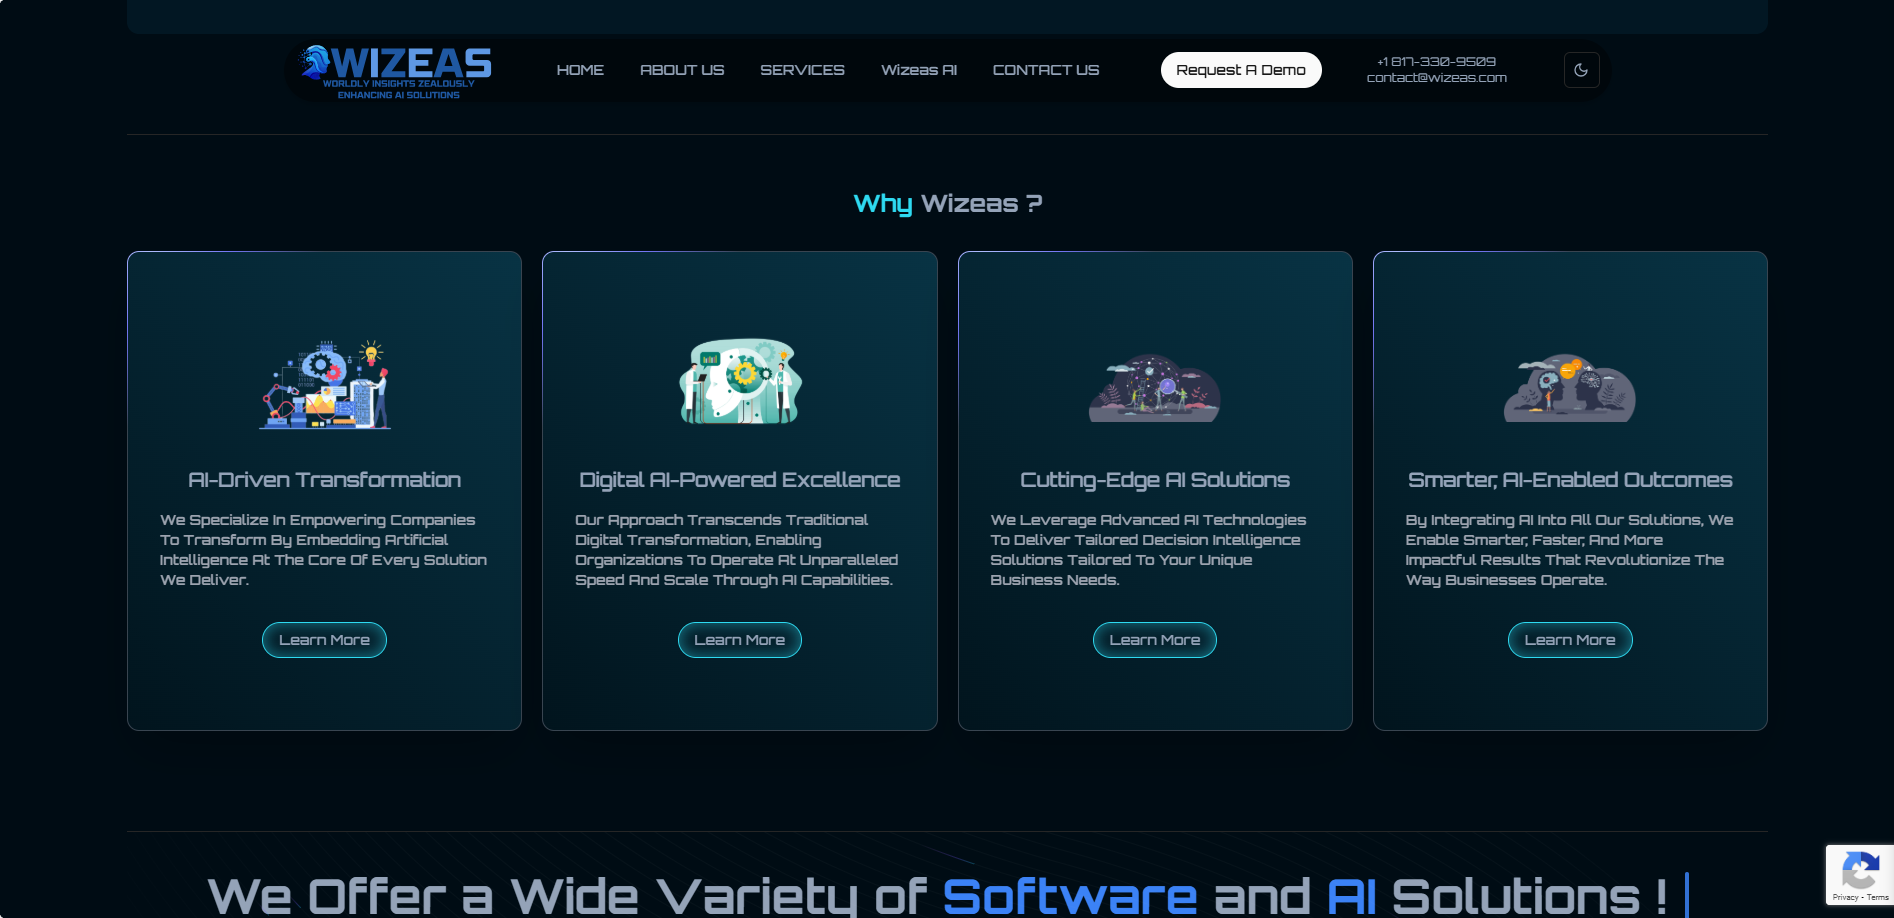 WIZEAS
WORLDLY INSIGHTS ZEALOUSLY
ENHANCING AI SOLUTIONS
HOME
ABOUT US
SERVICES
Wizeas AI
CONTACT US
Request A Demo
+1 817-330-9509
contact@wizeas.com
Why Wizeas ?
AI-Driven Transformation
We Specialize In Empowering Companies
To Transform By Embedding Artificial
Intelligence At The Core Of Every Solution
We Deliver.
Learn More
Digital AI-Powered Excellence
Our Approach Transcends Traditional
Digital Transformation, Enabling
Organizations To Operate At Unparalleled
Speed And Scale Through AI Capabilities.
Learn More
Cutting-Edge AI Solutions
We Leverage Advanced AI Technologies
To Deliver Tailored Decision Intelligence
Solutions Tailored To Your Unique
Business Needs.
Learn More
Smarter, AI-Enabled Outcomes
By Integrating AI Into All Our Solutions, We
Enable Smarter, Faster, And More
Impactful Results That Revolutionize The
Way Businesses Operate.
Learn More
We Offer a Wide Variety of Software and AI Solutions !
Privacy - Terms